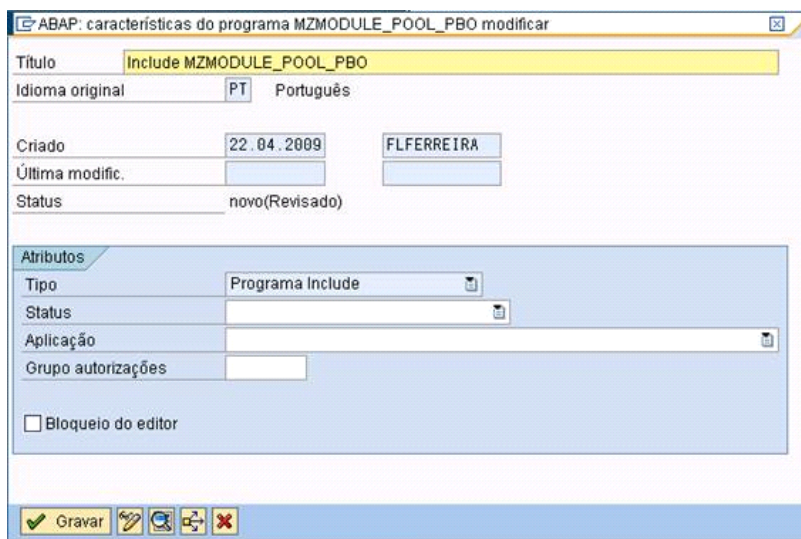 ABAP: características do programa MZMODULE_POOL_PBO modificar
Título Include MZMODULE_POOL_PBO
Idioma original PT Português
Criado 22.04.2009 FLFERREIRA
Última modific.
Status novo(Revisado)
Atributos
Tipo Programa Include
Status
Aplicação
Grupo autorizações
Bloqueio do editor
Gravar